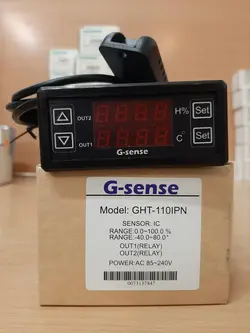 OUT2
H%
Set
OUT1
C°
Set
G-sense
G-sense
Model: GHT-110IPN
SENSOR: IC
RANGE:0.0~100.0 %
RANGE:-40.0~80.0°
OUT1(RELAY)
OUT2(RELAY)
POWER:AC 85~240V